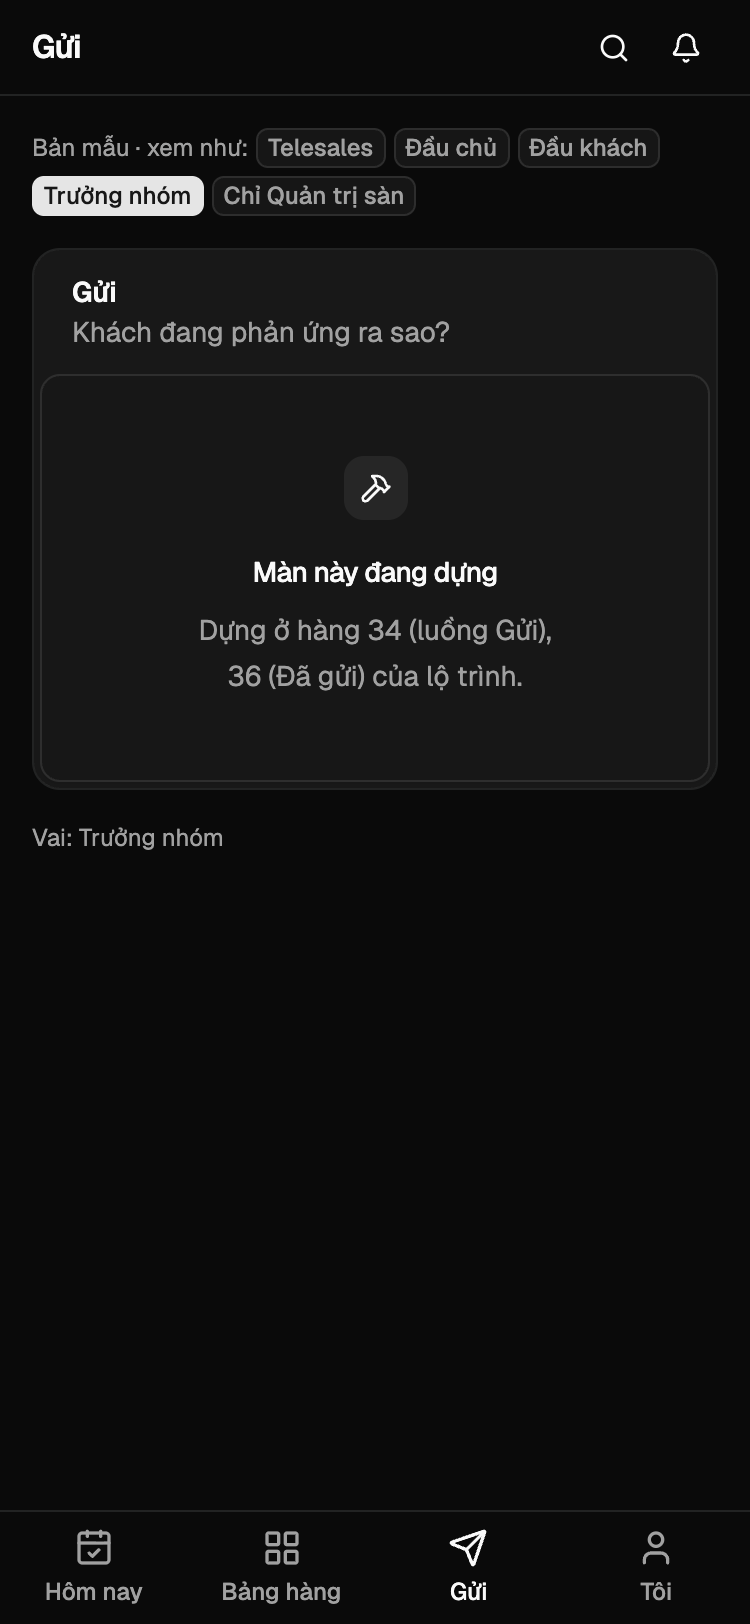 Gửi
Bản mẫu · xem như: Telesales Đầu chủ Đầu khách
Trưởng nhóm Chỉ Quản trị sàn
Gửi
Khách đang phản ứng ra sao?
Màn này đang dựng
Dựng ở hàng 34 (luồng Gửi),
36 (Đã gửi) của lộ trình.
Vai: Trưởng nhóm
Hôm nay Bảng hàng Gửi Tôi